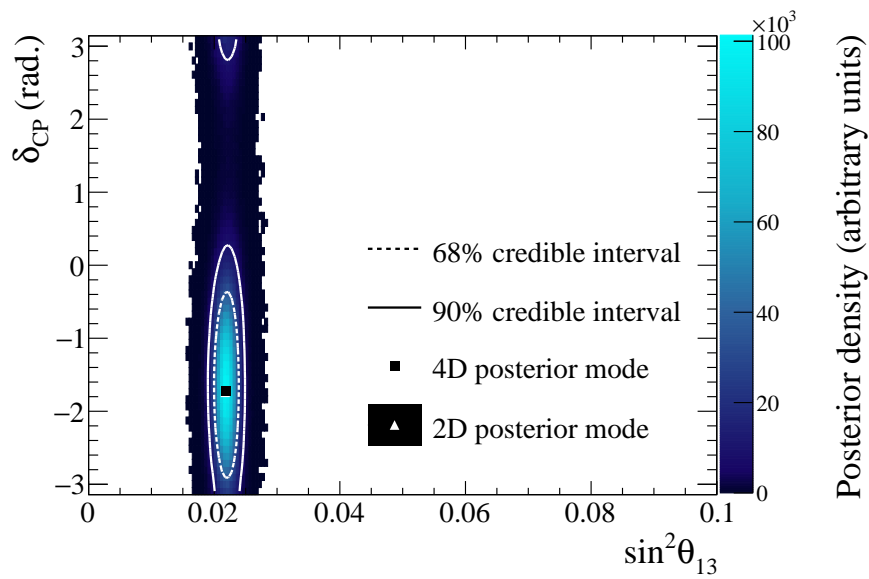 ×10³
δCP (rad.)
3
2
1
0
−1
−2
−3
0
0.02
0.04
0.06
0.08
0.1
sin²θ13
68% credible interval
90% credible interval
4D posterior mode
2D posterior mode
100
80
60
40
20
0
Posterior density (arbitrary units)